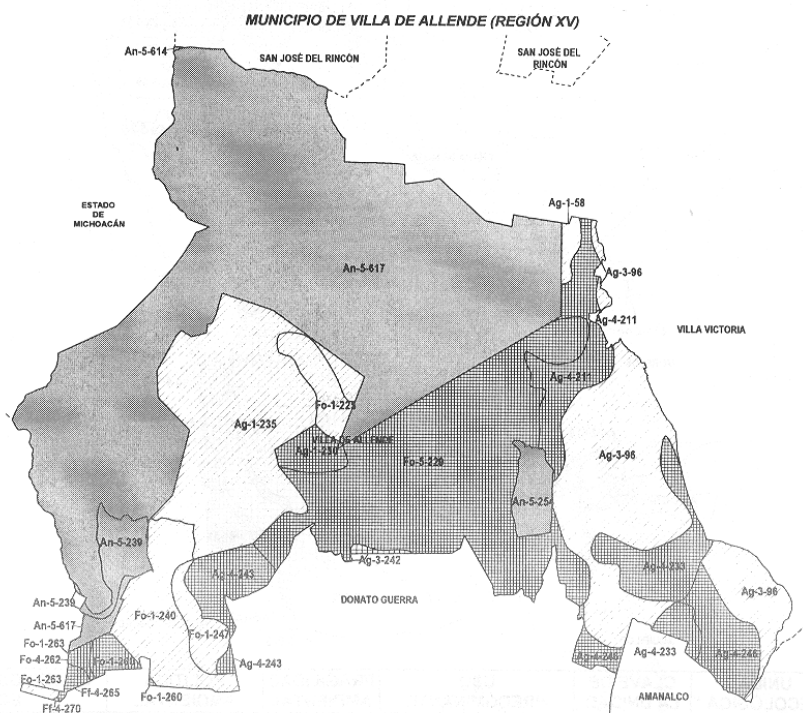 MUNICIPIO DE VILLA DE ALLENDE (REGIÓN XV)
An-5-614
SAN JOSÉ DEL RINCÓN
SAN JOSÉ DEL
RINCÓN
ESTADO
DE
MICHOACÁN
Ag-1-58
An-5-617
Ag-3-96
Ag-4-211
VILLA VICTORIA
Ag-4-211
Fo-1-223
Ag-1-235
VILLA DE ALLENDE
Ag-1-230
Fo-5-229
Ag-3-96
An-5-254
An-5-239
Ag-3-242
Ag-4-243
Ag-4-233
Ag-3-96
An-5-239
DONATO GUERRA
Fo-1-240
An-5-617
Fo-1-247
Fo-1-263
Ag-4-233
Fo-4-262
Ag-4-246
Ag-4-243
Fo-1-263
Ff-4-265
Fo-1-260
AMANALCO
Ff-4-270